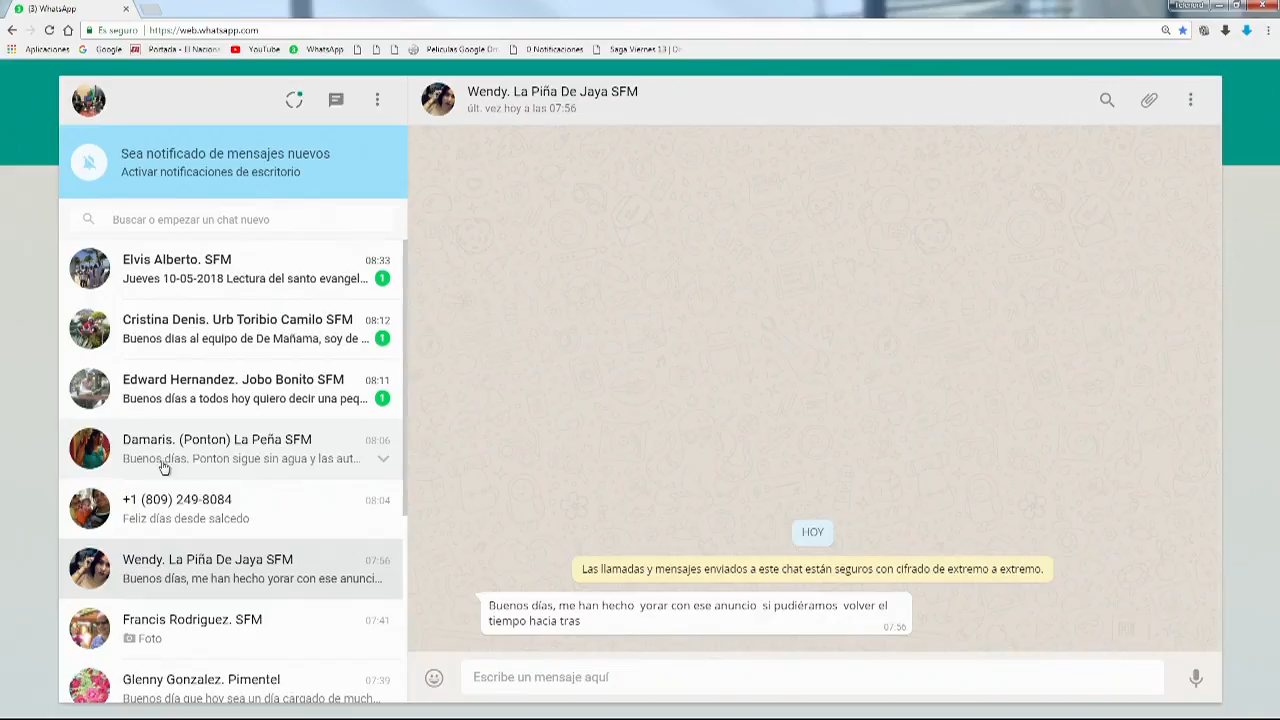 (3) WhatsApp
Telenord
Es seguro https://web.whatsapp.com
Aplicaciones Google Portada - El Nacion YouTube WhatsApp Peliculas Google Dri 0 Notificaciones Saga Viernes 13 | De
Wendy. La Piña De Jaya SFM
últ. vez hoy a las 07:56
Sea notificado de mensajes nuevos
Activar notificaciones de escritorio
Buscar o empezar un chat nuevo
Elvis Alberto. SFM 08:33
Jueves 10-05-2018 Lectura del santo evangel... 1
Cristina Denis. Urb Toribio Camilo SFM 08:12
Buenos dias al equipo de De Mañama, soy de ... 1
Edward Hernandez. Jobo Bonito SFM 08:11
Buenos días a todos hoy quiero decir una peq... 1
Damaris. (Ponton) La Peña SFM 08:06
Buenos días. Ponton sigue sin agua y las aut...
+1 (809) 249-8084 08:04
Feliz días desde salcedo
Wendy. La Piña De Jaya SFM 07:56
Buenos días, me han hecho yorar con ese anunci...
Francis Rodriguez. SFM 07:41
Foto
Glenny Gonzalez. Pimentel 07:39
Buenos día que hoy sea un día cargado de much...
HOY
Las llamadas y mensajes enviados a este chat están seguros con cifrado de extremo a extremo.
Buenos días, me han hecho yorar con ese anuncio si pudiéramos volver el
tiempo hacia tras
07:56
Escribe un mensaje aquí